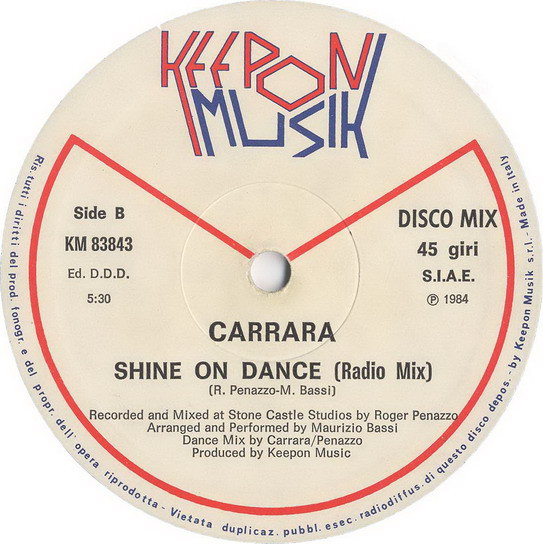 KEEPON
MUSIK
Side B
KM 83843
Ed. D.D.D.
5:30
DISCO MIX
45 giri
S.I.A.E.
℗ 1984
CARRARA
SHINE ON DANCE (Radio Mix)
(R. Penazzo-M. Bassi)
Recorded and Mixed at Stone Castle Studios by Roger Penazzo
Arranged and Performed by Maurizio Bassi
Dance Mix by Carrara/Penazzo
Produced by Keepon Music
Ris. tutti i diritti del prod. fonogr. e del propr. dell'opera riprodotta - Vietata duplicaz. pubbl. esec. radiodiffus. di questo disco depos. - by Keepon Musik s.r.l. - Made in Italy